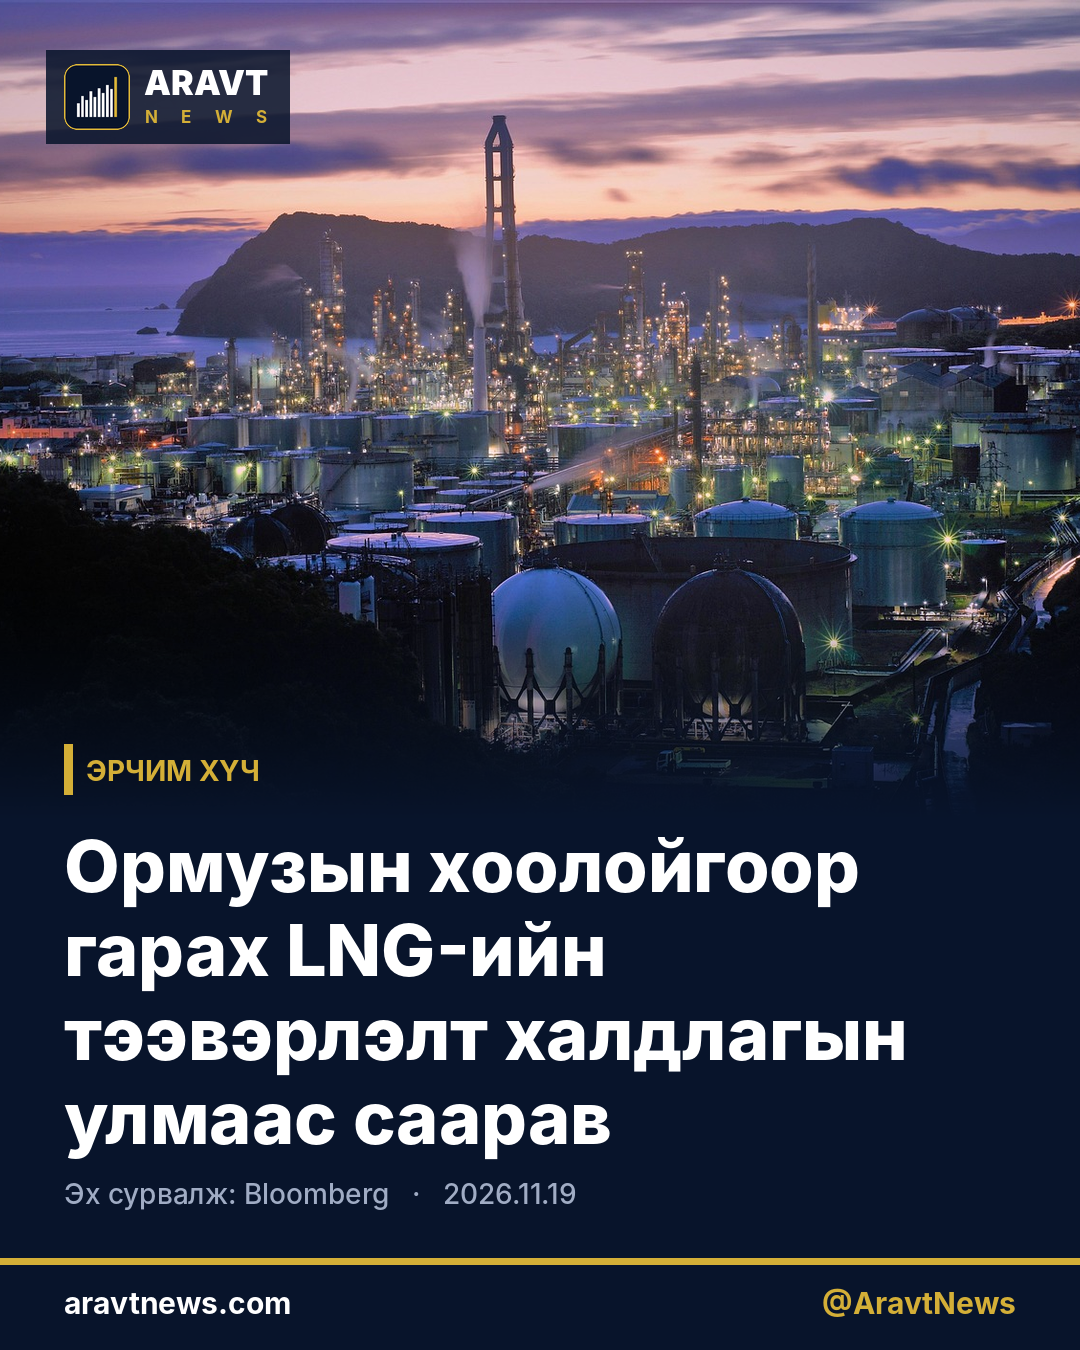 ARAVT
NEWS
ЭРЧИМ ХҮЧ
Ормузын хоолойгоор
гарах LNG-ийн
тээвэрлэлт халдлагын
улмаас саарав
Эх сурвалж: Bloomberg · 2026.11.19
aravtnews.com
@AravtNews